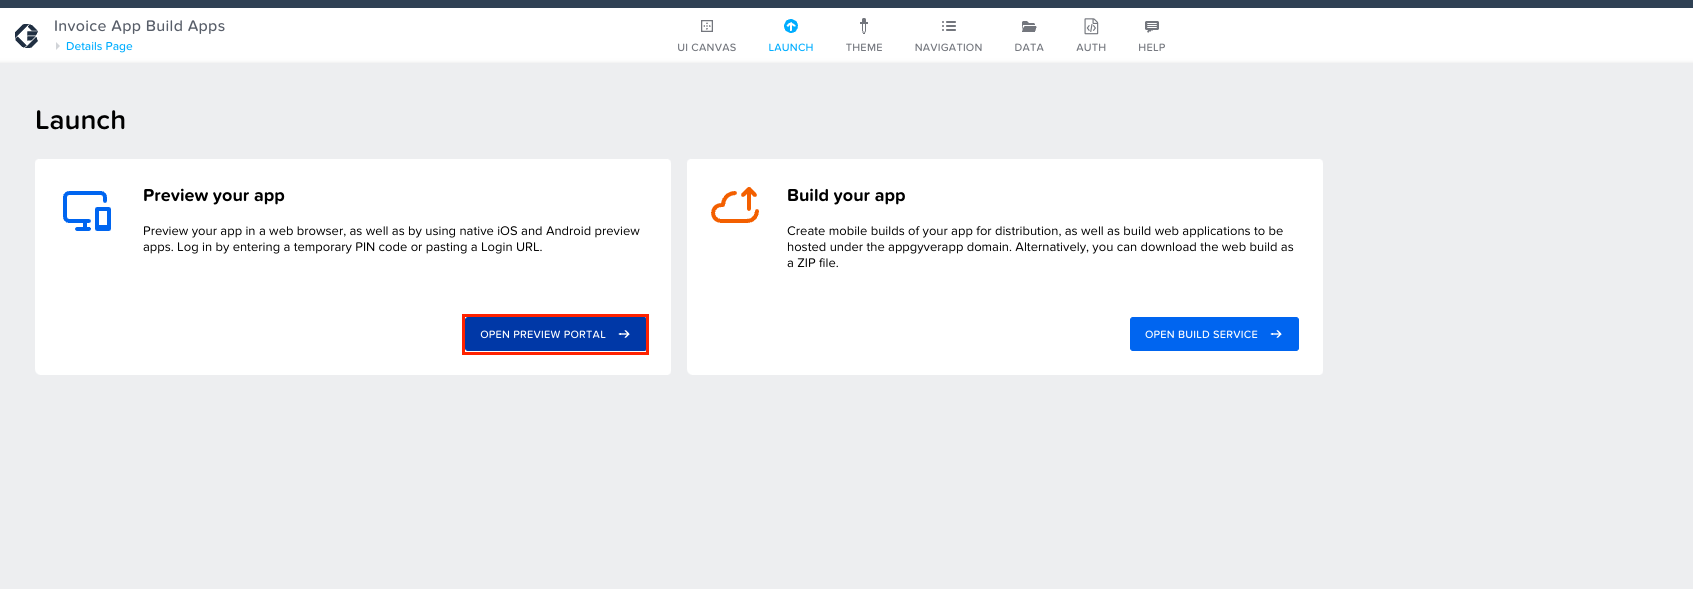 Invoice App Build Apps
Details Page
UI CANVAS
LAUNCH
THEME
NAVIGATION
DATA
AUTH
HELP
Launch
Preview your app
Preview your app in a web browser, as well as by using native iOS and Android preview
apps. Log in by entering a temporary PIN code or pasting a Login URL.
OPEN PREVIEW PORTAL
Build your app
Create mobile builds of your app for distribution, as well as build web applications to be
hosted under the appgyverapp domain. Alternatively, you can download the web build as
a ZIP file.
OPEN BUILD SERVICE